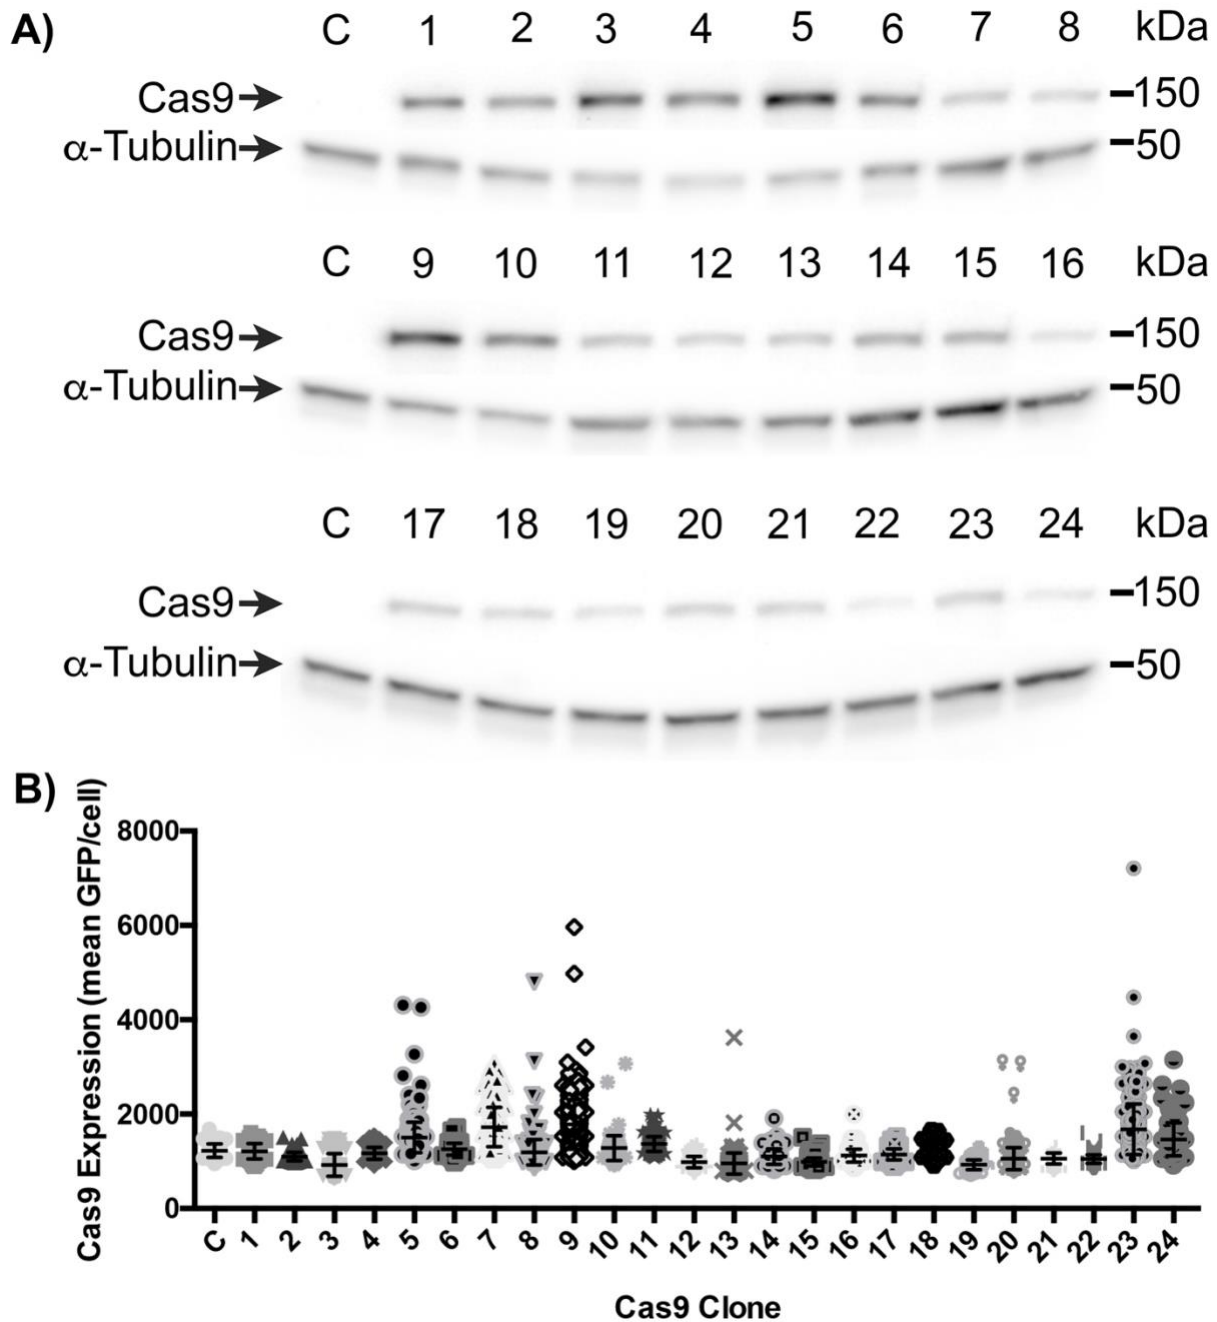 A)
C 1 2 3 4 5 6 7 8 kDa
Cas9 150
α-Tubulin 50
C 9 10 11 12 13 14 15 16 kDa
Cas9 150
α-Tubulin 50
C 17 18 19 20 21 22 23 24 kDa
Cas9 150
α-Tubulin 50
B)
Cas9 Expression (mean GFP/cell)
8000
6000
4000
2000
0
C 1 2 3 4 5 6 7 8 9 10 11 12 13 14 15 16 17 18 19 20 21 22 23 24
Cas9 Clone